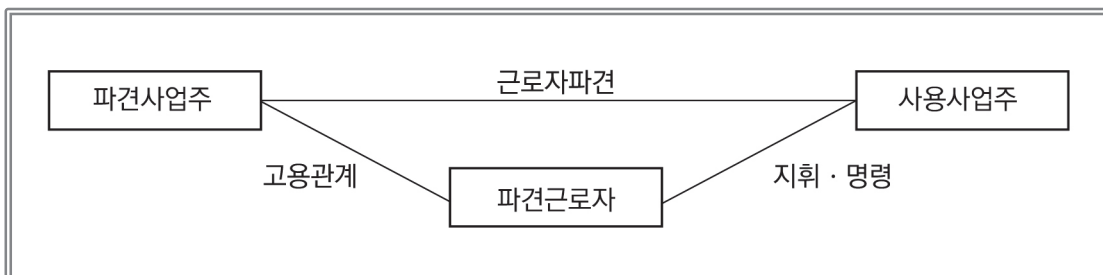 근로자파견
파견사업주
사용사업주
고용관계
지휘 · 명령
파견근로자